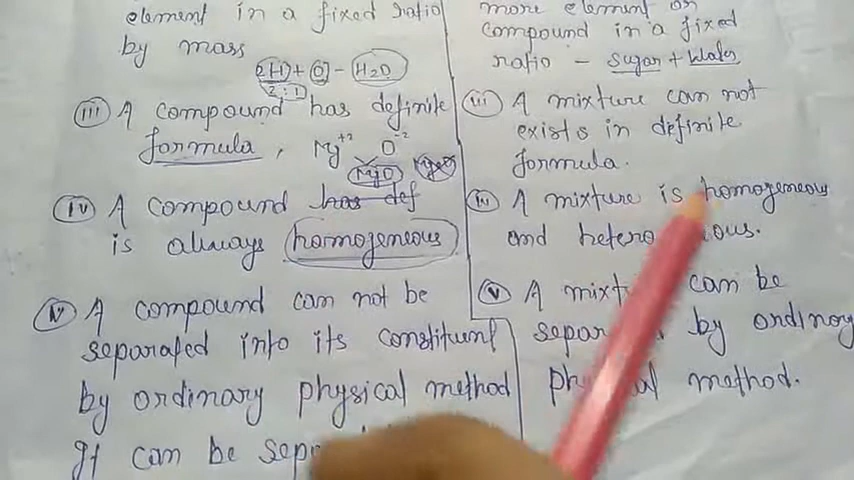 element in a fixed ratio
by mass
2[H] + [O] - H2O
2:1
(iii) A compound has definite
formula, Mg+2 O-2
MgO
(iv) A compound has def
is always homogeneous
(v) A compound can not be
separated into its constituent
by ordinary physical method
It can be
more element or
compound in a fixed
ratio - sugar + water
(iii) A mixture can not
exists in definite
formula.
(iv) A mixture is homogeneous
and
(v) A can be
by ordinary
method.